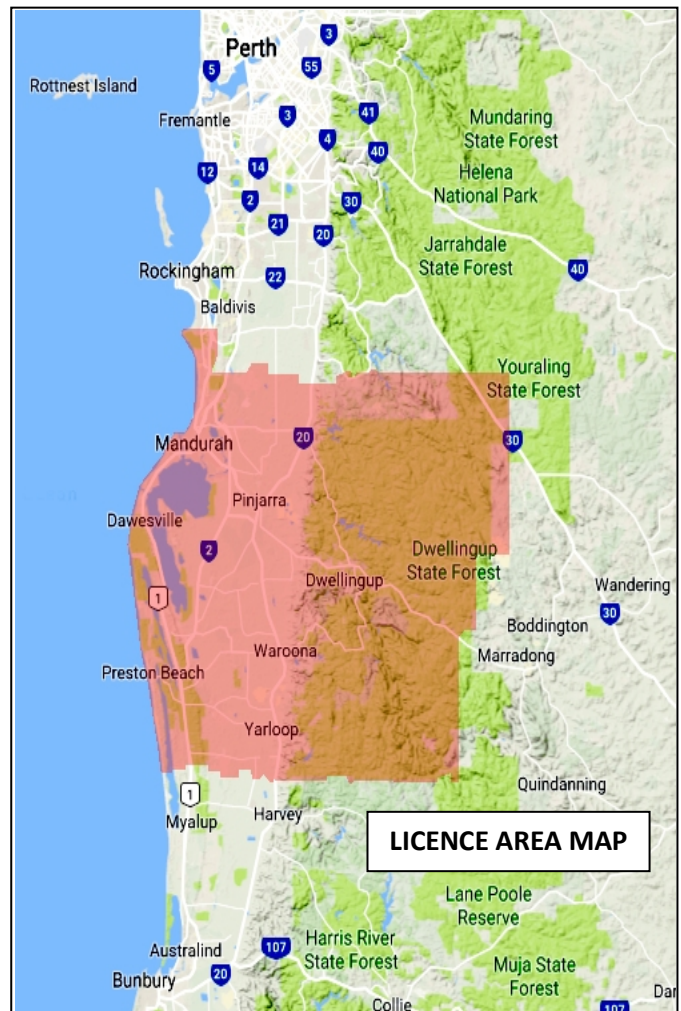 3
Perth
55
5
Rottnest Island
3
41
Fremantle
Mundaring
State Forest
4
40
12
14
Helena
National Park
2
30
21
20
Jarrahdale
State Forest
Rockingham
22
40
Baldivis
Youraling
State Forest
20
30
Mandurah
Pinjarra
Dawesville
2
Dwellingup
State Forest
Dwellingup
Wandering
1
30
Boddington
Waroona
Marradong
Preston Beach
Yarloop
Quindanning
1
Myalup
Harvey
LICENCE AREA MAP
Lane Poole
Reserve
Australind
107
Harris River
State Forest
Bunbury
20
Muja State
Forest
Collie
Dar
107